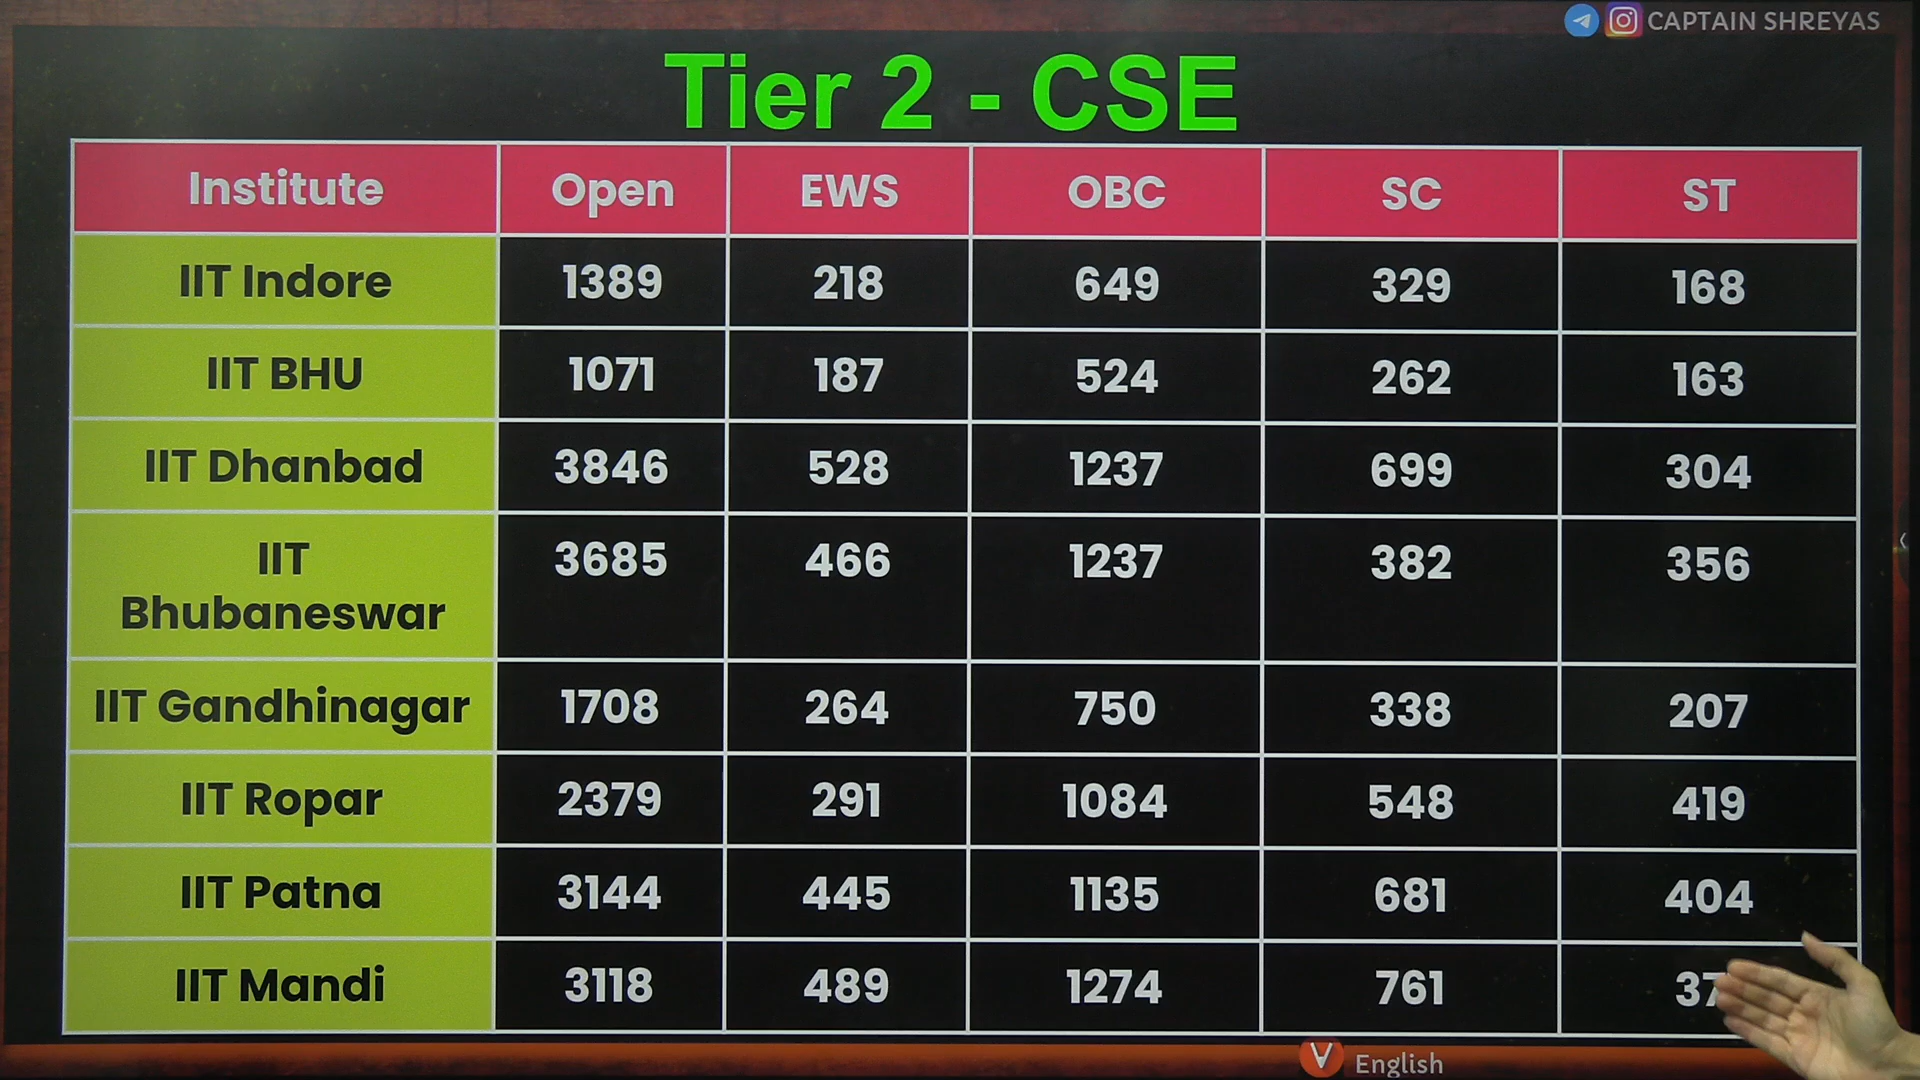 CAPTAIN SHREYAS
Tier 2 - CSE
Institute Open EWS OBC SC ST
IIT Indore 1389 218 649 329 168
IIT BHU 1071 187 524 262 163
IIT Dhanbad 3846 528 1237 699 304
IIT Bhubaneswar 3685 466 1237 382 356
IIT Gandhinagar 1708 264 750 338 207
IIT Ropar 2379 291 1084 548 419
IIT Patna 3144 445 1135 681 404
IIT Mandi 3118 489 1274 761
English